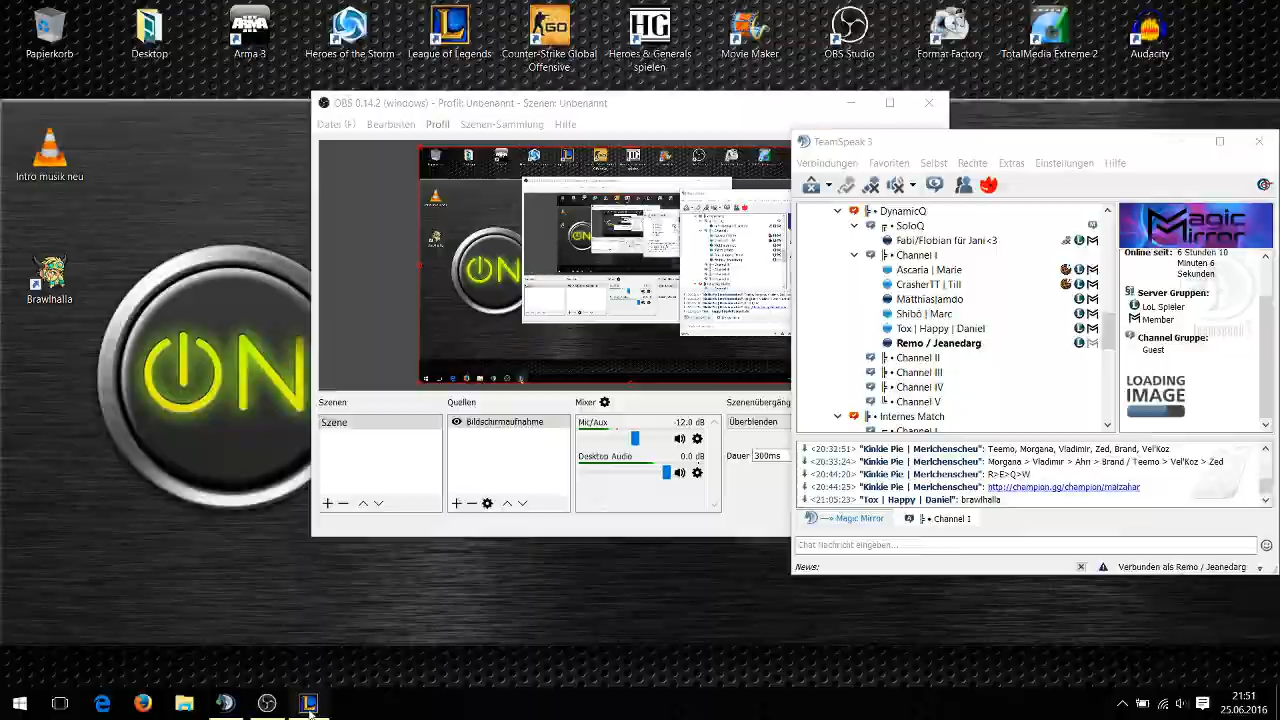 Papierkorb
Desktop
Arma-3
Heroes of the Storm
League of Legends
Counter-Strike Global
Offensive
HG
Heroes & Generals
spielen
Movie Maker
OBS Studio
Format-Factory
TotalMedia Extreme-2
Audacity
Intro musik neu
ON
OBS 0.14.2 (windows) - Profil: Unbenannt - Szenen: Unbenannt
Datei (F) Bearbeiten Profil Szenen-Sammlung Hilfe
Szenen
Szene
Quellen
Bildschirmaufnahme
Mixer
Mic/Aux -12.0 dB
Desktop Audio 0.0 dB
Szenenübergäng
Überblenden
Dauer 300ms
TeamSpeak 3
Verbindungen Favoriten Selbst Rechte Extras Einstellungen Hilfe
DynamicQ
SoloQ
Fabi/Flobian für Jani<3
Channel I
Ascaria | Marie
CrasherTT | Till
MattiasJamdo
Shibó | Marc
Tox | Happy | Daniel
Remo / Jeanedarg
Channel II
Channel III
Channel IV
Channel V
Internes Match
Magic
Mirror
Online seit: 6 Stunden 10
Minuten 6
Sekunden
Server Gruppen:
LoL Spieler
Member
Channel Gruppe:
Guest
LOADING
IMAGE
<20:32:51> "Kinkie Pie | Merlchenscheu": Teemo, Morgana, Vladimir, Ahri, Zed, Brand, Vel'Koz
<20:33:24> "Kinkie Pie | Merlchenscheu": Morgana > Vladimir > Ahri > Brand / Teemo > Vel'Koz > Zed
<20:44:20> "Kinkie Pie | Merlchenscheu": R>E>Q>W
<20:44:25> "Kinkie Pie | Merlchenscheu": http://champion.gg/champion/malzahar
<21:05:23> "Tox | Happy | Daniel": brawlhalla
Magic Mirror
Channel I
Chat Nachricht eingeben...
News:
Verbunden als Remo / Jeanedarg
21:51
25.06.2016